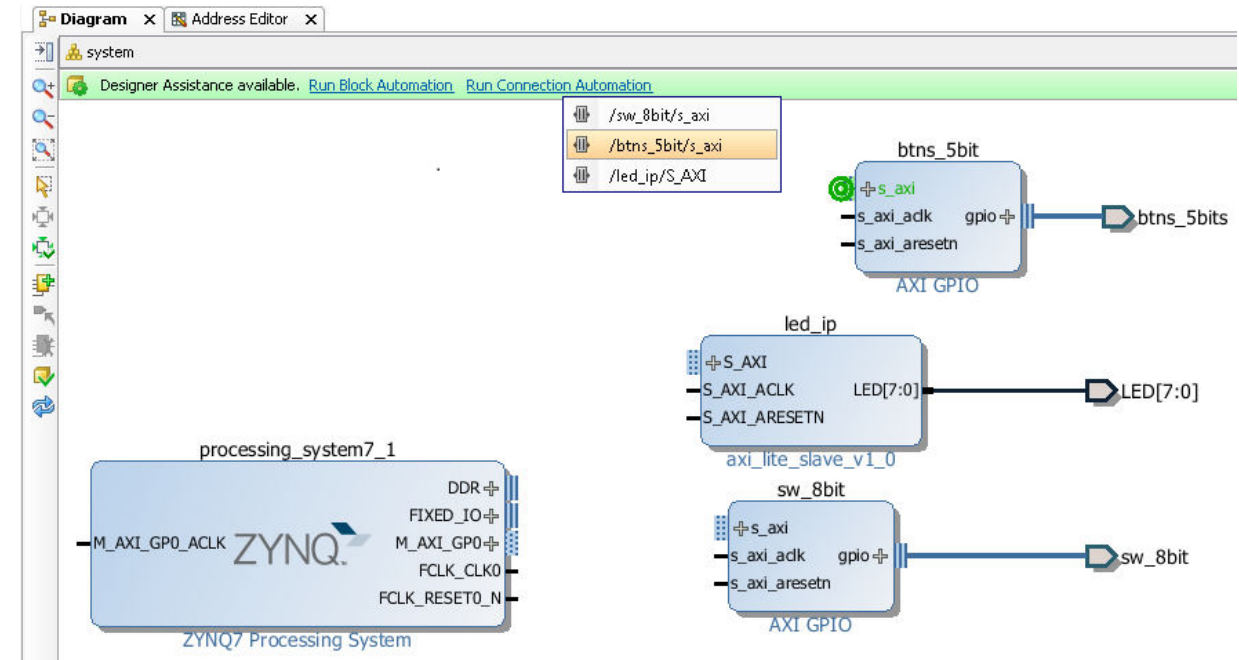 Diagram X Address Editor X
system
Designer Assistance available. Run Block Automation Run Connection Automation
/sw_8bit/s_axi
/btns_5bit/s_axi
/led_ip/S_AXI
btns_5bit
s_axi
s_axi_aclk gpio
s_axi_aresetn
btns_5bits
AXI GPIO
led_ip
S_AXI
S_AXI_ACLK LED[7:0]
S_AXI_ARESETN
LED[7:0]
axi_lite_slave_v1_0
processing_system7_1
DDR
FIXED_IO
M_AXI_GP0_ACLK ZYNQ. M_AXI_GP0
FCLK_CLK0
FCLK_RESET0_N
ZYNQ7 Processing System
sw_8bit
s_axi
s_axi_aclk gpio
s_axi_aresetn
sw_8bit
AXI GPIO